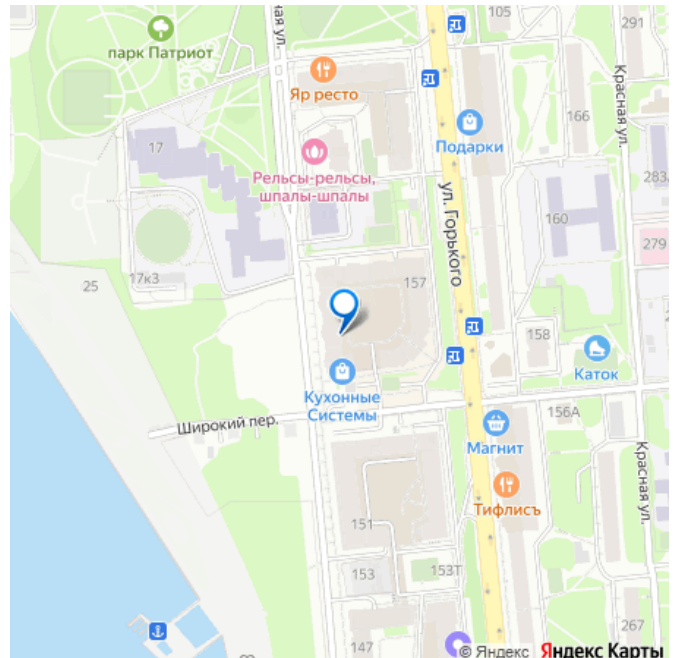 105
291
ная ул.
парк Патриот
Яр ресто
Красная ул.
166
Подарки
17
Рельсы-рельсы,
шпалы-шпалы
283
ул. Горького
160
279
17к3
25
157
158
Каток
Кухонные
Системы
Широкий пер.
156А
Магнит
Красная ул.
Тифлисъ
151
153
153Т
267
147
© Яндекс Яндекс Карты